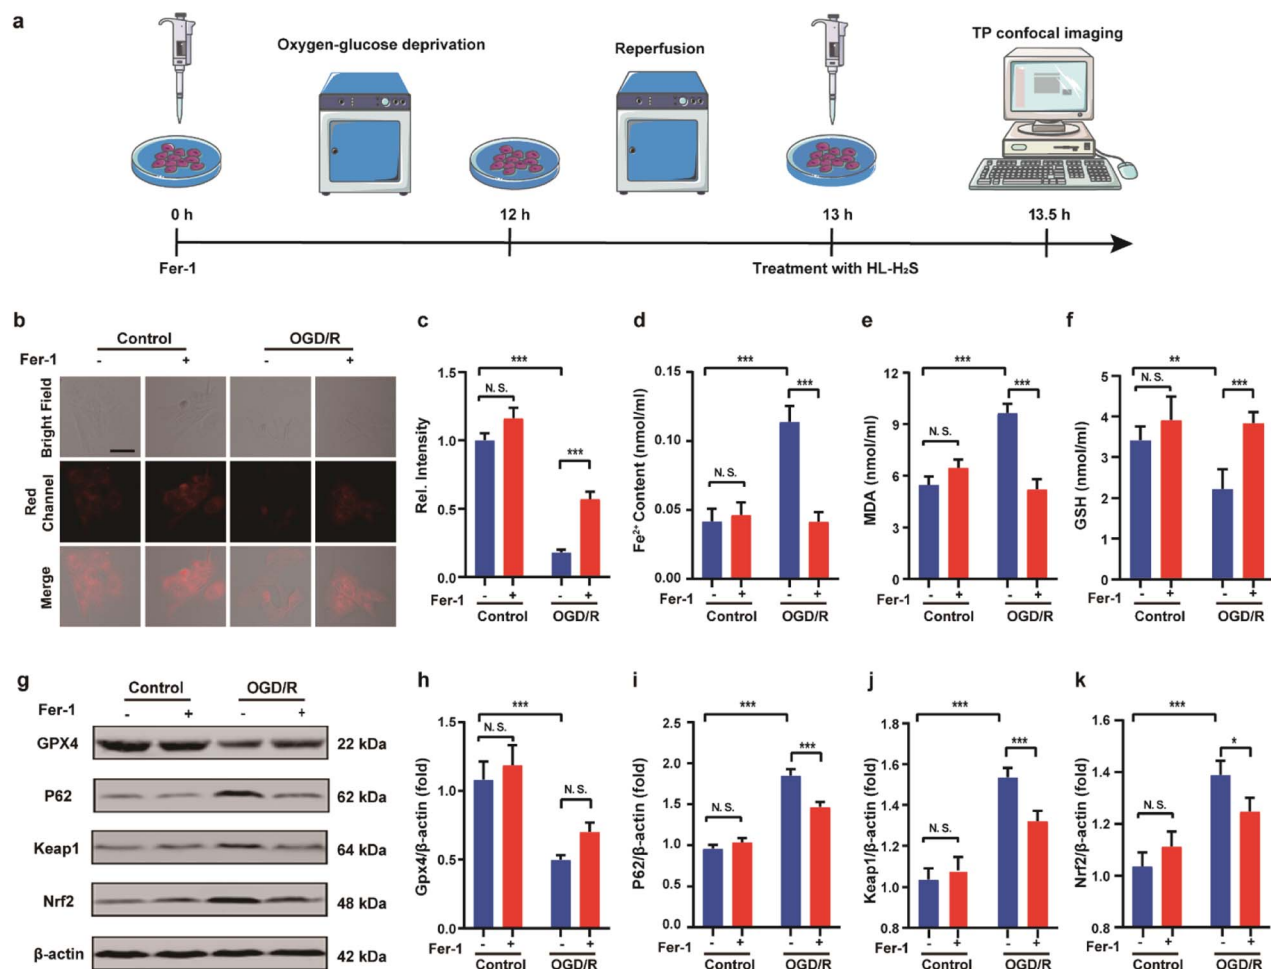 a
Oxygen-glucose deprivation
Reperfusion
TP confocal imaging
0 h
12 h
13 h
13.5 h
Fer-1
Treatment with HL-H₂S
b
Control
OGD/R
Fer-1
-
+
-
+
Bright Field
Red Channel
Merge
c
Rel. Intensity
1.5
1.0
0.5
0.0
***
N. S.
***
Fer-1
- + - +
Control
OGD/R
d
Fe²⁺ Content (nmol/ml)
0.15
0.10
0.05
0.00
***
***
N. S.
Fer-1
- + - +
Control
OGD/R
e
MDA (nmol/ml)
12
9
6
3
0
***
***
N. S.
Fer-1
- + - +
Control
OGD/R
f
GSH (nmol/ml)
5
4
3
2
1
0
**
N. S.
***
Fer-1
- + - +
Control
OGD/R
g
Control
OGD/R
Fer-1
- + - +
GPX4
22 kDa
P62
62 kDa
Keap1
64 kDa
Nrf2
48 kDa
β-actin
42 kDa
h
Gpx4/β-actin (fold)
1.5
1.0
0.5
0.0
***
N. S.
N. S.
Fer-1
- + - +
Control
OGD/R
i
P62/β-actin (fold)
2.5
2.0
1.5
1.0
0.5
0.0
***
***
N. S.
Fer-1
- + - +
Control
OGD/R
j
Keap1/β-actin (fold)
1.8
1.6
1.4
1.2
1.0
0.8
***
***
N. S.
Fer-1
- + - +
Control
OGD/R
k
Nrf2/β-actin (fold)
1.6
1.4
1.2
1.0
0.8
***
*
N. S.
Fer-1
- + - +
Control
OGD/R